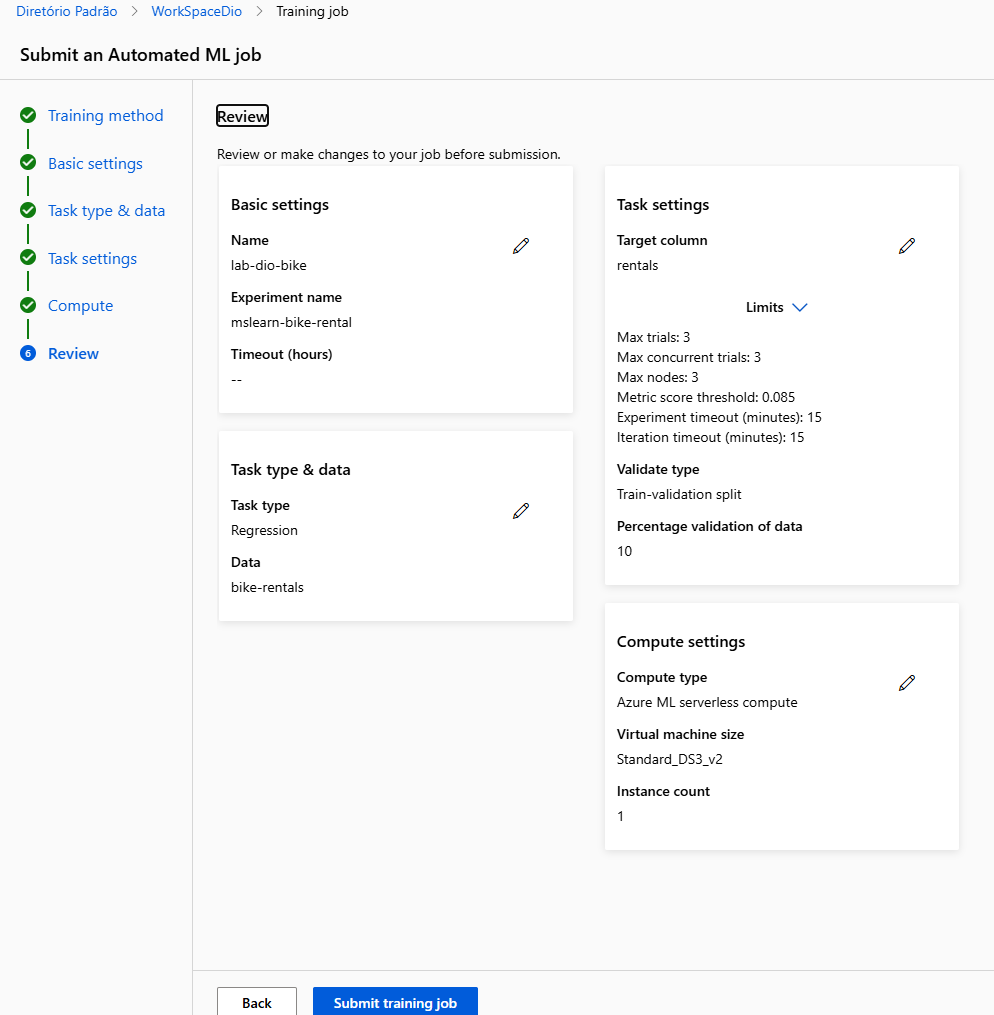 Diretório Padrão > WorkSpaceDio > Training job
Submit an Automated ML job
Training method
Basic settings
Task type & data
Task settings
Compute
6 Review
Review
Review or make changes to your job before submission.
Basic settings
Name
lab-dio-bike
Experiment name
mslearn-bike-rental
Timeout (hours)
--
Task type & data
Task type
Regression
Data
bike-rentals
Task settings
Target column
rentals
Limits
Max trials: 3
Max concurrent trials: 3
Max nodes: 3
Metric score threshold: 0.085
Experiment timeout (minutes): 15
Iteration timeout (minutes): 15
Validate type
Train-validation split
Percentage validation of data
10
Compute settings
Compute type
Azure ML serverless compute
Virtual machine size
Standard_DS3_v2
Instance count
1
Back
Submit training job